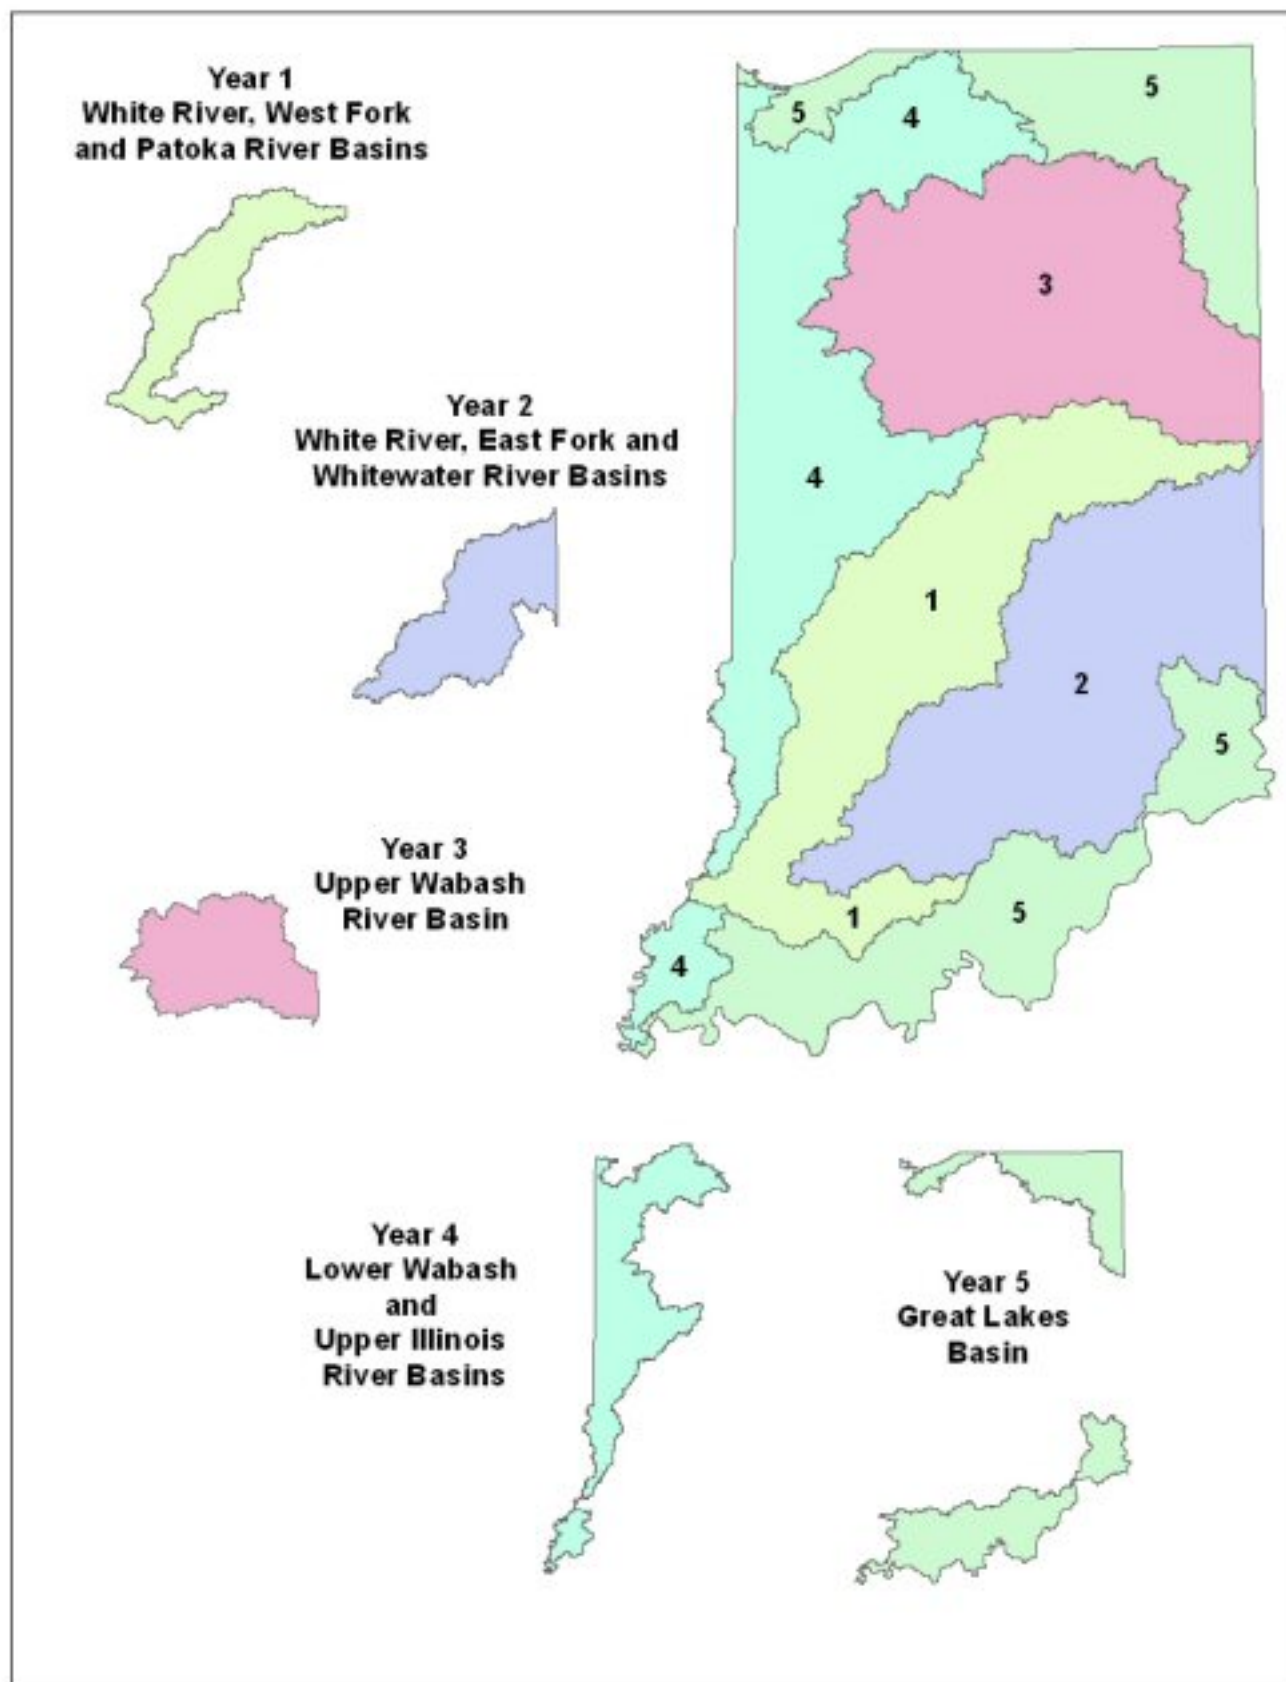 Year 1
White River, West Fork
and Patoka River Basins
Year 2
White River, East Fork and
Whitewater River Basins
Year 3
Upper Wabash
River Basin
Year 4
Lower Wabash
and
Upper Illinois
River Basins
Year 5
Great Lakes
Basin
5
5
4
3
4
1
2
5
1
5
4